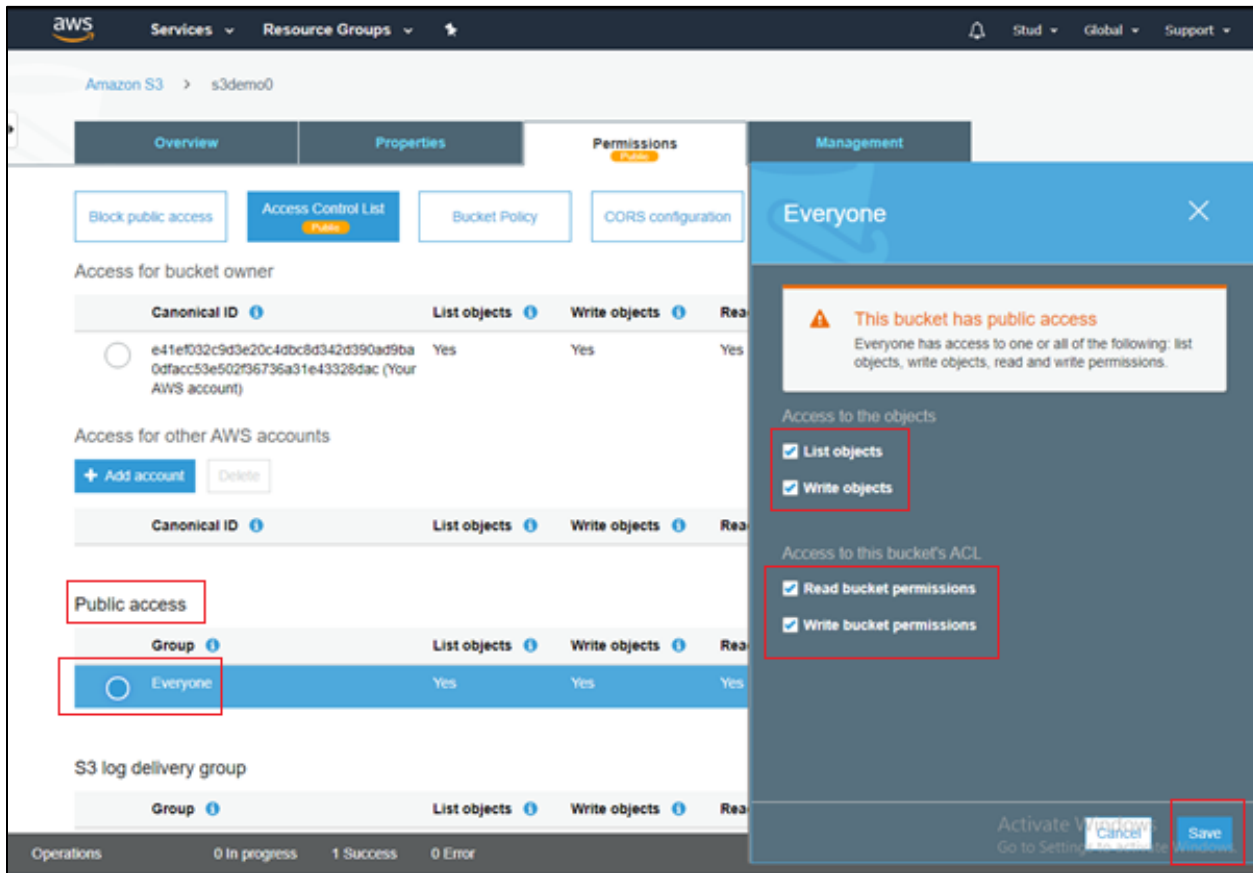 aws Services Resource Groups Stud Global Support
Amazon S3 > s3demo0
Overview Properties Permissions Management
Public
Block public access Access Control List Bucket Policy CORS configuration
Public
Access for bucket owner
Canonical ID List objects Write objects Rea
e41ef032c9d3e20c4dbc8d342d390ad9ba Yes Yes Yes
0dfacc53e502f36736a31e43328dac (Your
AWS account)
Access for other AWS accounts
+ Add account Delete
Canonical ID List objects Write objects Rea
Public access
Group List objects Write objects Rea
Everyone Yes Yes Yes
S3 log delivery group
Group List objects Write objects Rea
Everyone
This bucket has public access
Everyone has access to one or all of the following: list
objects, write objects, read and write permissions.
Access to the objects
List objects
Write objects
Access to this bucket's ACL
Read bucket permissions
Write bucket permissions
Activate Windows
Go to Settings to activate Windows.
Cancel Save
Operations 0 In progress 1 Success 0 Error